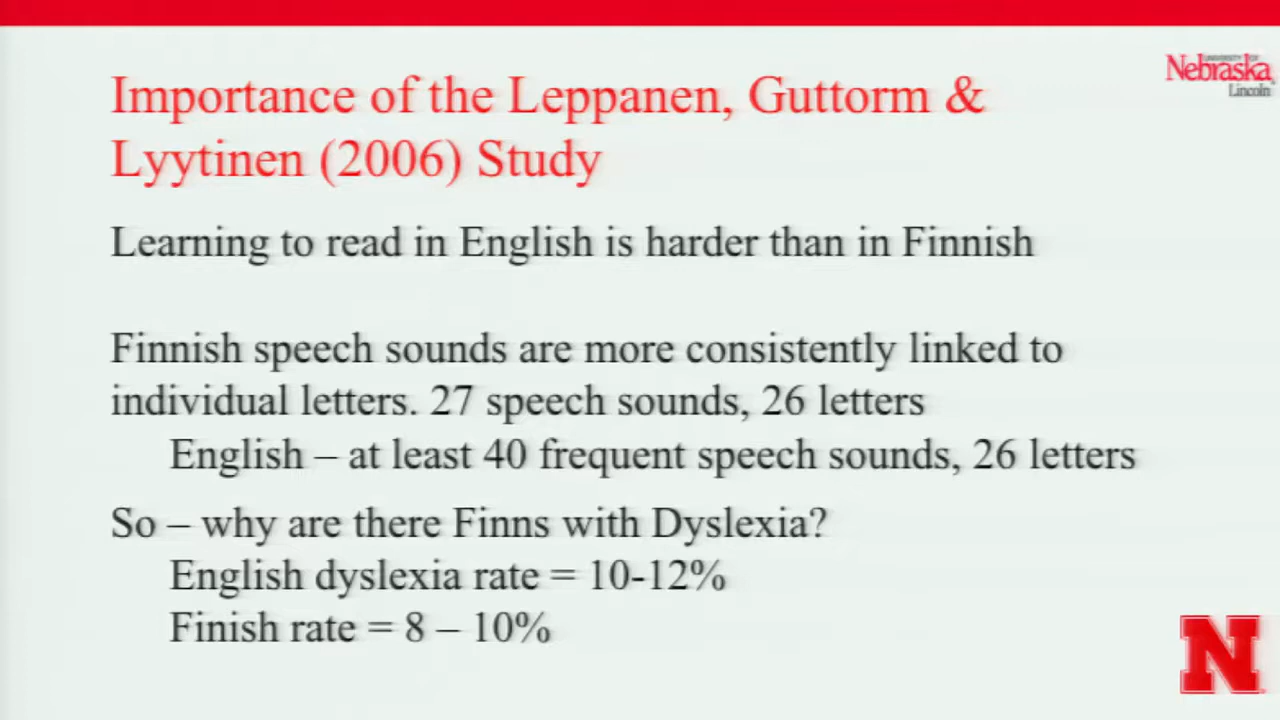 Importance of the Leppanen, Guttorm &
Lyytinen (2006) Study
UNIVERSITY OF
Nebraska
Lincoln
Learning to read in English is harder than in Finnish
Finnish speech sounds are more consistently linked to
individual letters. 27 speech sounds, 26 letters
English – at least 40 frequent speech sounds, 26 letters
So – why are there Finns with Dyslexia?
English dyslexia rate = 10-12%
Finish rate = 8 – 10%
N